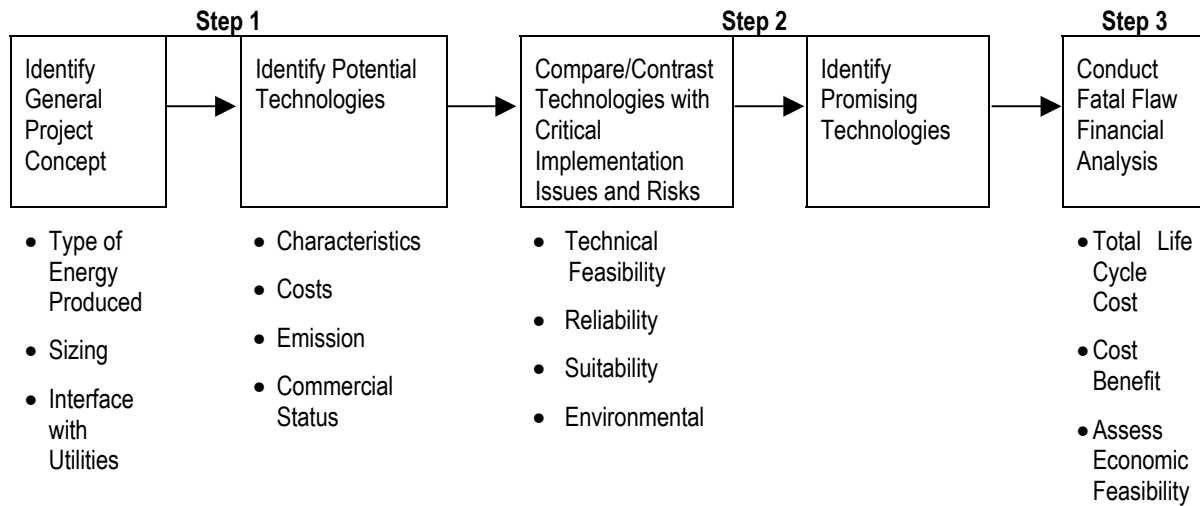 Step 1
Step 2
Step 3
Identify
General
Project
Concept
Identify Potential
Technologies
Compare/Contrast
Technologies with
Critical
Implementation
Issues and Risks
Identify
Promising
Technologies
Conduct
Fatal Flaw
Financial
Analysis
• Type of
Energy
Produced
• Sizing
• Interface
with
Utilities
• Characteristics
• Costs
• Emission
• Commercial
Status
• Technical
Feasibility
• Reliability
• Suitability
• Environmental
• Total Life
Cycle
Cost
• Cost
Benefit
• Assess
Economic
Feasibility